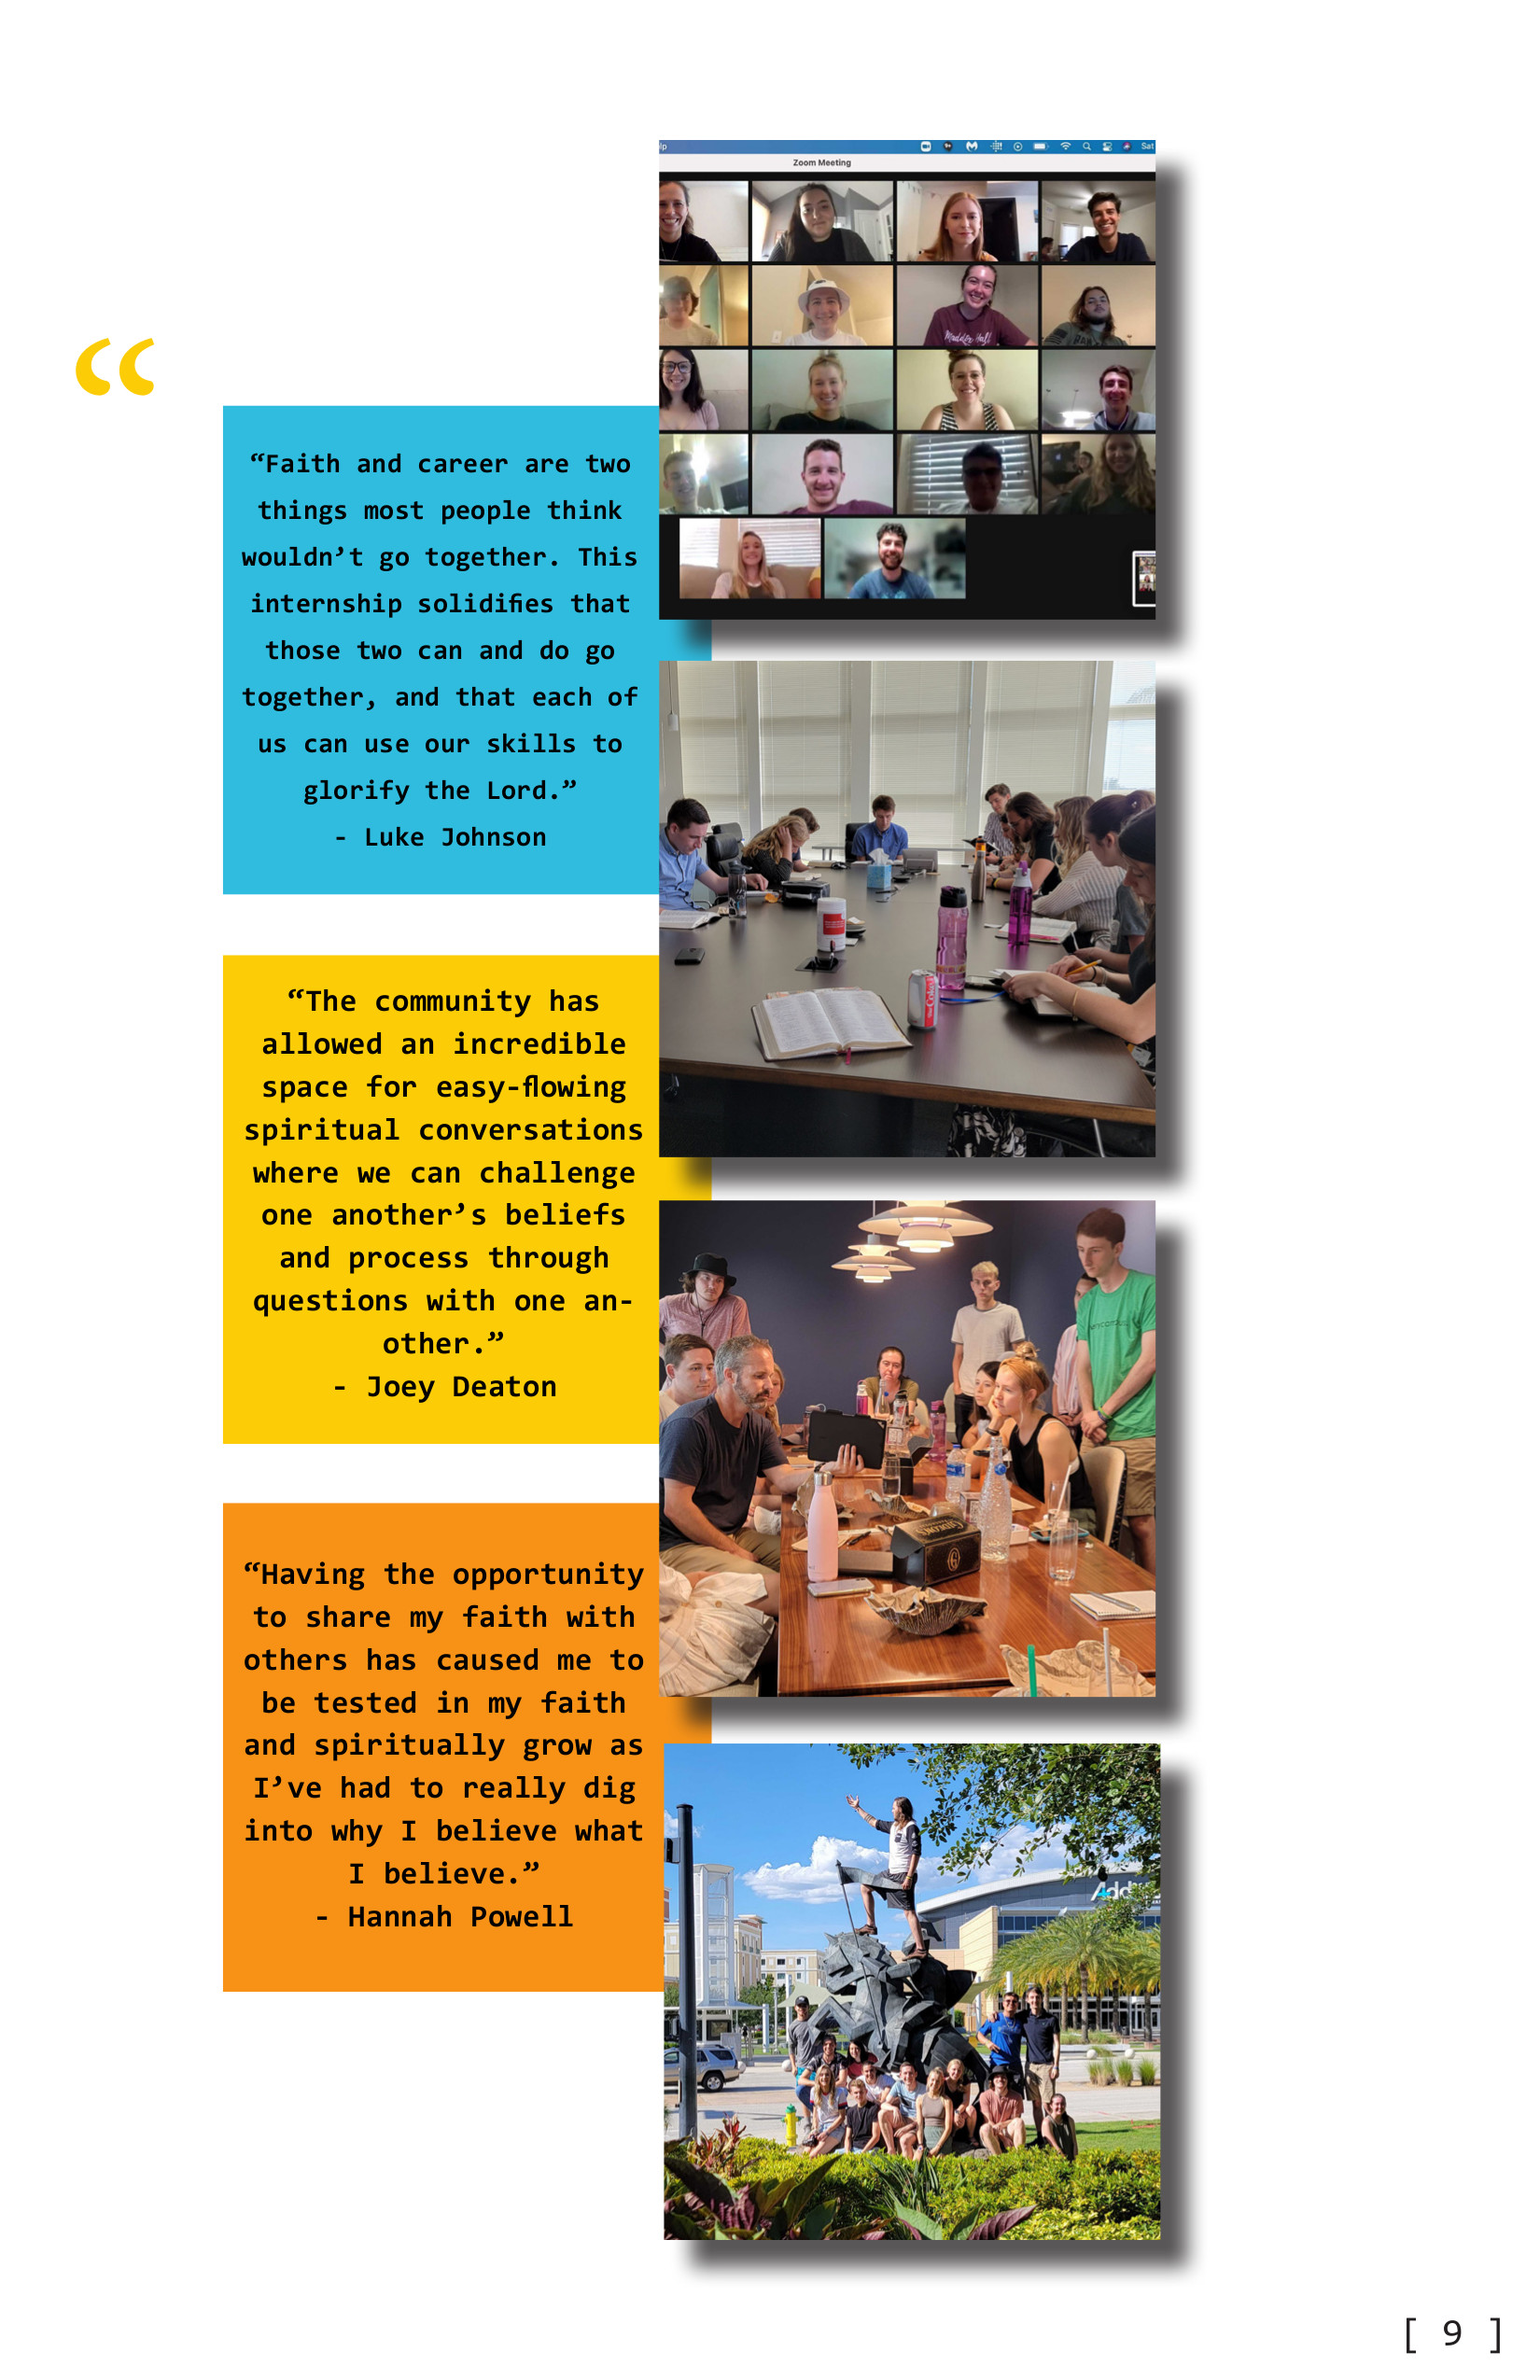 Zoom Meeting
Sat
Maddox Hall
“
“Faith and career are two
things most people think
wouldn’t go together. This
internship solidifies that
those two can and do go
together, and that each of
us can use our skills to
glorify the Lord.”
- Luke Johnson
“The community has
allowed an incredible
space for easy-flowing
spiritual conversations
where we can challenge
one another’s beliefs
and process through
questions with one an-
other.”
- Joey Deaton
“Having the opportunity
to share my faith with
others has caused me to
be tested in my faith
and spiritually grow as
I’ve had to really dig
into why I believe what
I believe.”
- Hannah Powell
[ 9 ]